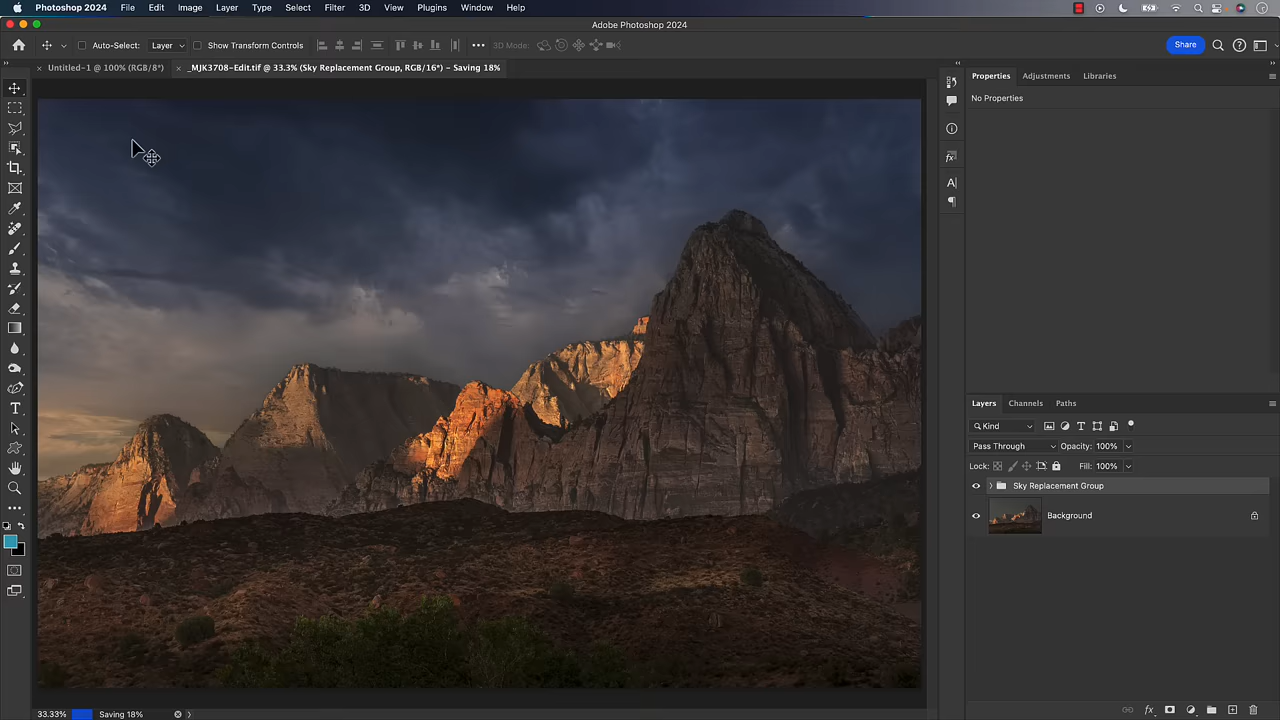 Photoshop 2024 File Edit Image Layer Type Select Filter 3D View Plugins Window Help
Adobe Photoshop 2024
Auto-Select: Layer Show Transform Controls 3D Mode: Share
× Untitled-1 @ 100% (RGB/8*) × _MJK3708-Edit.tif @ 33.3% (Sky Replacement Group, RGB/16*) – Saving 18%
Properties Adjustments Libraries
No Properties
Layers Channels Paths
Kind
Pass Through Opacity: 100%
Lock: Fill: 100%
Sky Replacement Group
Background
33.33% Saving 18%